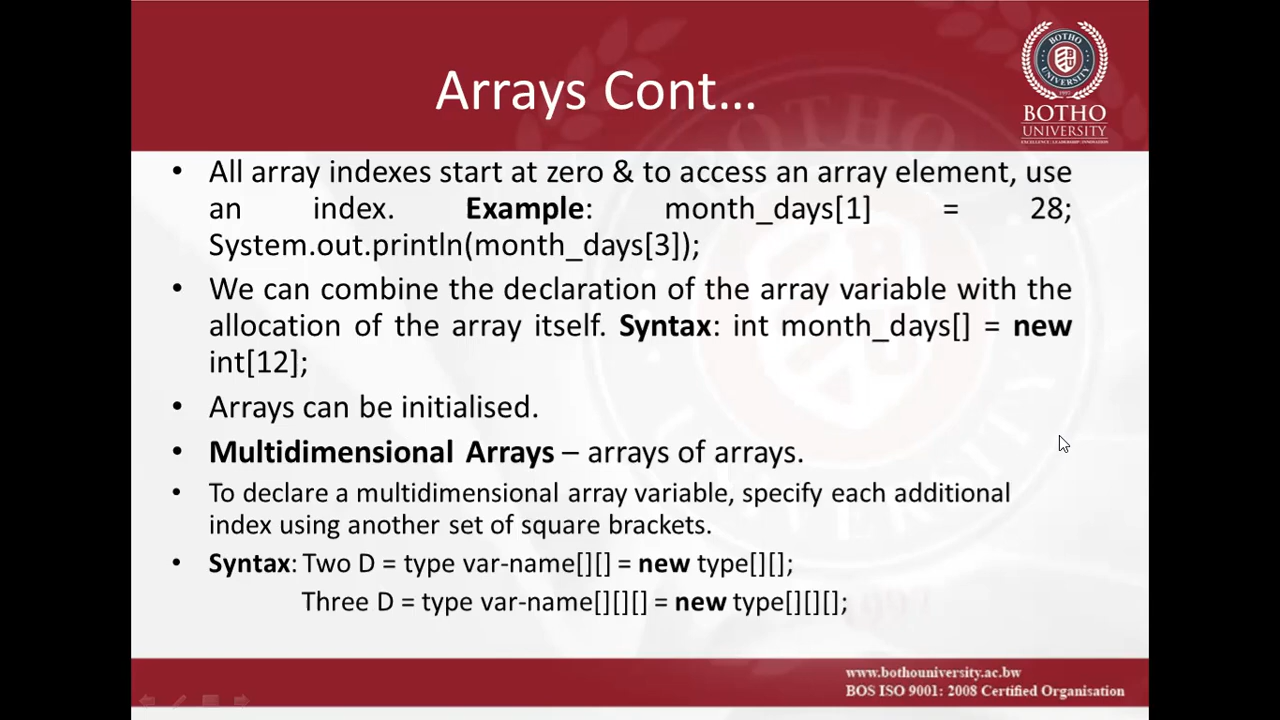 Arrays Cont...
BOTHO
UNIVERSITY
BOTHO
UNIVERSITY
• All array indexes start at zero & to access an array element, use
an index. Example: month_days[1] = 28;
System.out.println(month_days[3]);
• We can combine the declaration of the array variable with the
allocation of the array itself. Syntax: int month_days[] = new
int[12];
• Arrays can be initialised.
• Multidimensional Arrays – arrays of arrays.
• To declare a multidimensional array variable, specify each additional
index using another set of square brackets.
• Syntax: Two D = type var-name[][] = new type[][];
Three D = type var-name[][][] = new type[][][];
www.bothouniversity.ac.bw
BOS ISO 9001: 2008 Certified Organisation